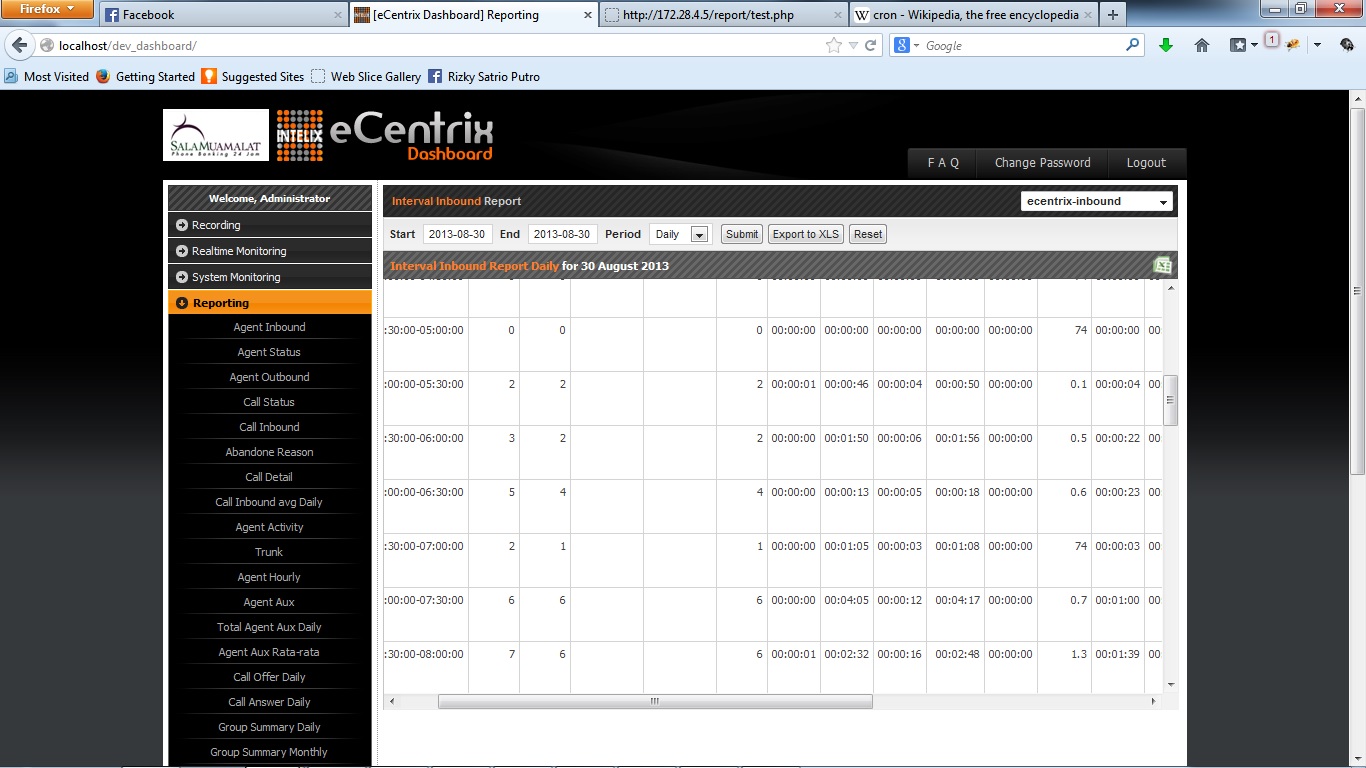 Firefox
Facebook
[eCentrix Dashboard] Reporting
http://172.28.4.5/report/test.php
W cron - Wikipedia, the free encyclopedia
localhost/dev_dashboard/
Google
1
Most Visited Getting Started Suggested Sites Web Slice Gallery Rizky Satrio Putro
SALAMUAMALAT
Phone Banking 24 Jam
INTELIX
eCentrix
Dashboard
F A Q Change Password Logout
Welcome, Administrator
Recording
Realtime Monitoring
System Monitoring
Reporting
Agent Inbound
Agent Status
Agent Outbound
Call Status
Call Inbound
Abandone Reason
Call Detail
Call Inbound avg Daily
Agent Activity
Trunk
Agent Hourly
Agent Aux
Total Agent Aux Daily
Agent Aux Rata-rata
Call Offer Daily
Call Answer Daily
Group Summary Daily
Group Summary Monthly
Interval Inbound Report
ecentrix-inbound
Start 2013-08-30 End 2013-08-30 Period Daily Submit Export to XLS Reset
Interval Inbound Report Daily for 30 August 2013
:30:00-05:00:00 0 0 0 00:00:00 00:00:00 00:00:00 00:00:00 00:00:00 74 00:00:00 00:
:00:00-05:30:00 2 2 2 00:00:01 00:00:46 00:00:04 00:00:50 00:00:00 0.1 00:00:04 00:
:30:00-06:00:00 3 2 2 00:00:00 00:01:50 00:00:06 00:01:56 00:00:00 0.5 00:00:22 00:
:00:00-06:30:00 5 4 4 00:00:00 00:00:13 00:00:05 00:00:18 00:00:00 0.6 00:00:23 00:
:30:00-07:00:00 2 1 1 00:00:00 00:01:05 00:00:03 00:01:08 00:00:00 74 00:00:03 00:
:00:00-07:30:00 6 6 6 00:00:00 00:04:05 00:00:12 00:04:17 00:00:00 0.7 00:01:00 00:
:30:00-08:00:00 7 6 6 00:00:01 00:02:32 00:00:16 00:02:48 00:00:00 1.3 00:01:39 00: